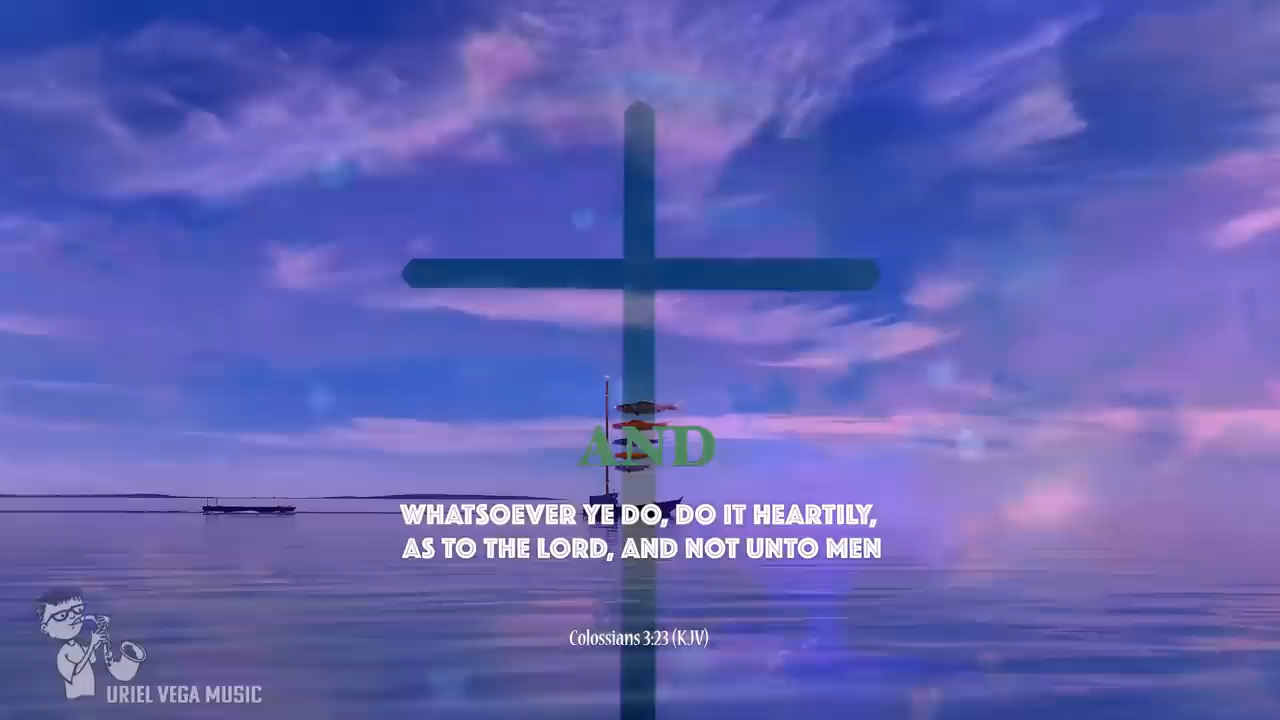 AND
WHATSOEVER YE DO, DO IT HEARTILY,
AS TO THE LORD, AND NOT UNTO MEN
Colossians 3:23 (KJV)
URIEL VEGA MUSIC